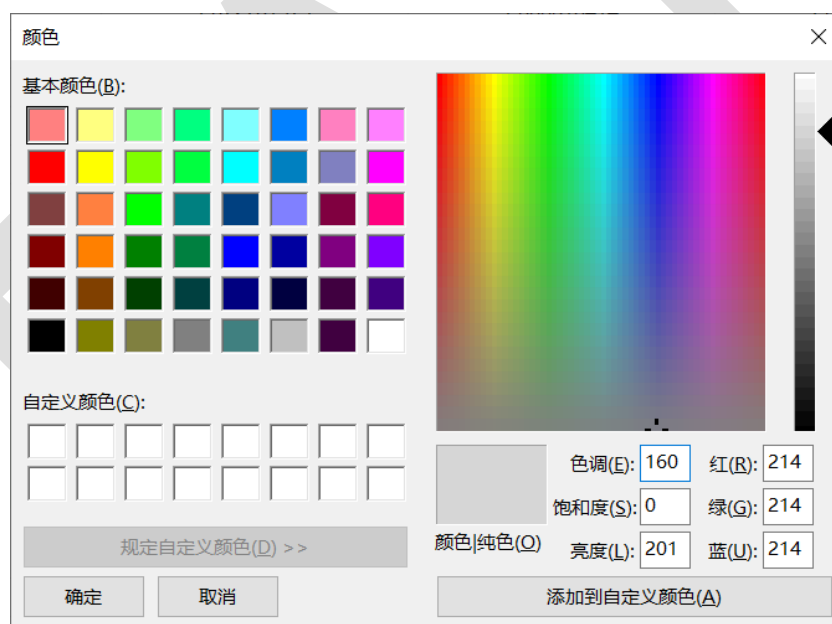 颜色
基本颜色(B):
自定义颜色(C):
规定自定义颜色(D) >>
确定
取消
颜色|纯色(O)
色调(E): 160
饱和度(S): 0
亮度(L): 201
红(R): 214
绿(G): 214
蓝(U): 214
添加到自定义颜色(A)